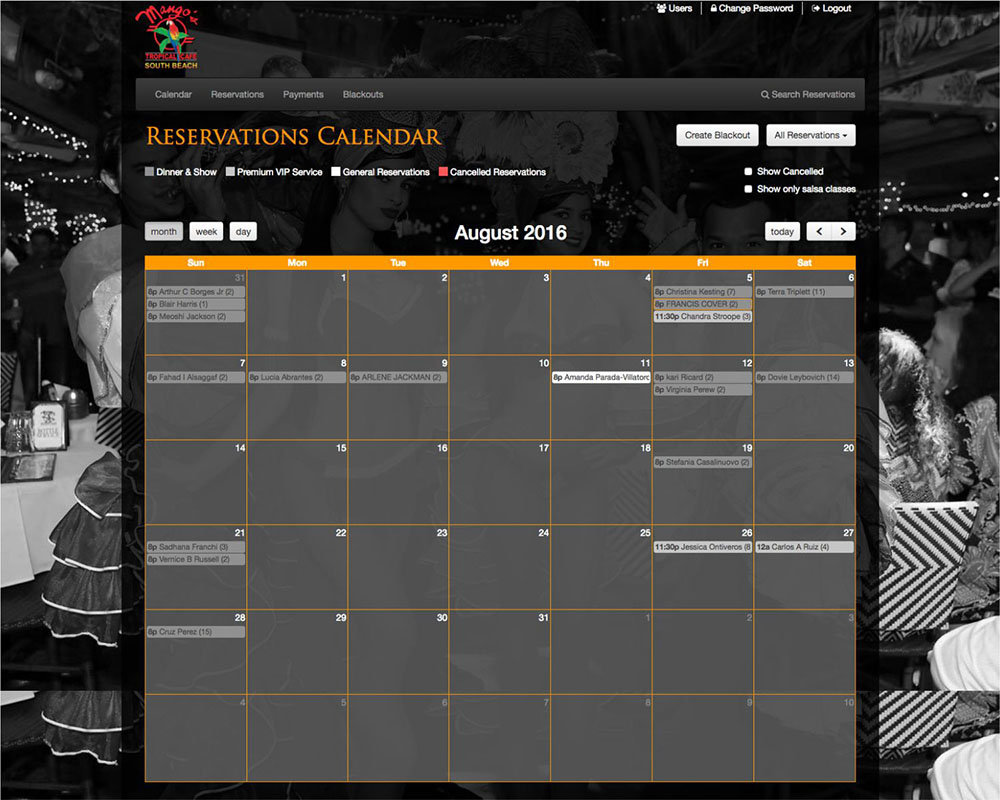 Mango's
TROPICAL CAFE
SOUTH BEACH
Users Change Password Logout
Calendar Reservations Payments Blackouts Search Reservations
RESERVATIONS CALENDAR
Create Blackout All Reservations
Dinner & Show Premium VIP Service General Reservations Cancelled Reservations
Show Cancelled
Show only salsa classes
month week day
August 2016
today < >
Sun Mon Tue Wed Thu Fri Sat
31 1 2 3 4 5 6
8p Arthur C Borges Jr (2) 8p Christina Kesting (7) 8p Terra Triplett (11)
8p Blair Harris (1) 8p FRANCIS COVER (2)
8p Meoshi Jackson (2) 11:30p Chandra Stroope (3)
7 8 9 10 11 12 13
8p Fahad I Alsaggaf (2) 8p Lucia Abrantes (2) 8p ARLENE JACKMAN (2) 8p Amanda Parada-Villatoro 8p kari Ricard (2) 8p Dovie Leybovich (14)
8p Virginia Perew (2)
14 15 16 17 18 19 20
8p Stefania Casalinuovo (2)
21 22 23 24 25 26 27
8p Sadhana Franchi (3) 11:30p Jessica Ontiveros (8 12a Carlos A Ruiz (4)
8p Vernice B Russell (2)
28 29 30 31 1 2 3
8p Cruz Perez (15)
4 5 6 7 8 9 10